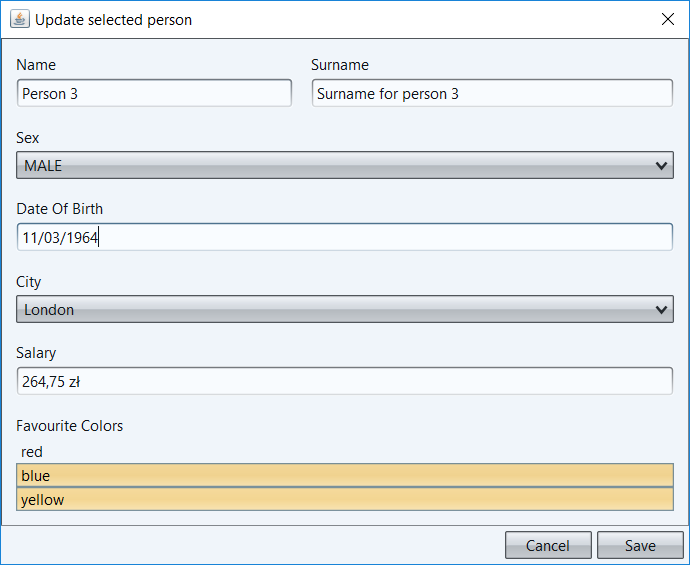 Update selected person
Name Surname
Person 3 Surname for person 3
Sex
MALE
Date Of Birth
11/03/1964
City
London
Salary
264,75 zł
Favourite Colors
red
blue
yellow
Cancel Save